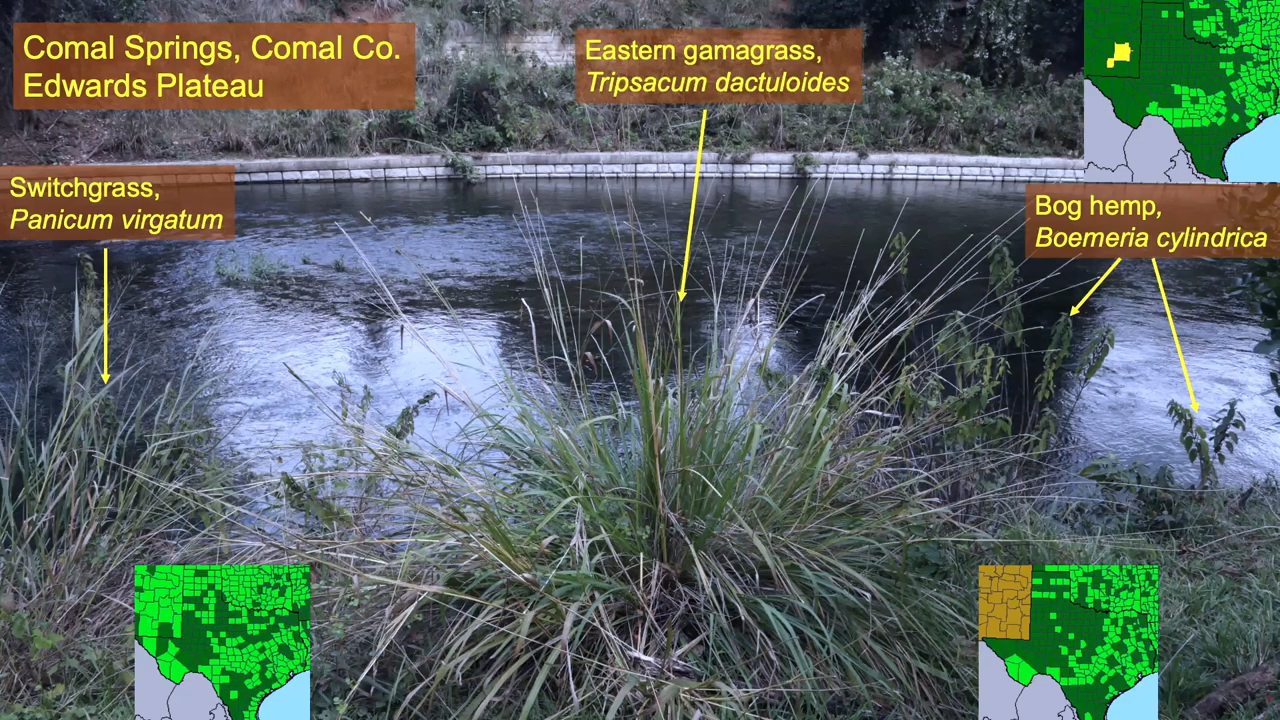 Comal Springs, Comal Co.
Edwards Plateau
Eastern gamagrass,
Tripsacum dactuloides
Switchgrass,
Panicum virgatum
Bog hemp,
Boemeria cylindrica